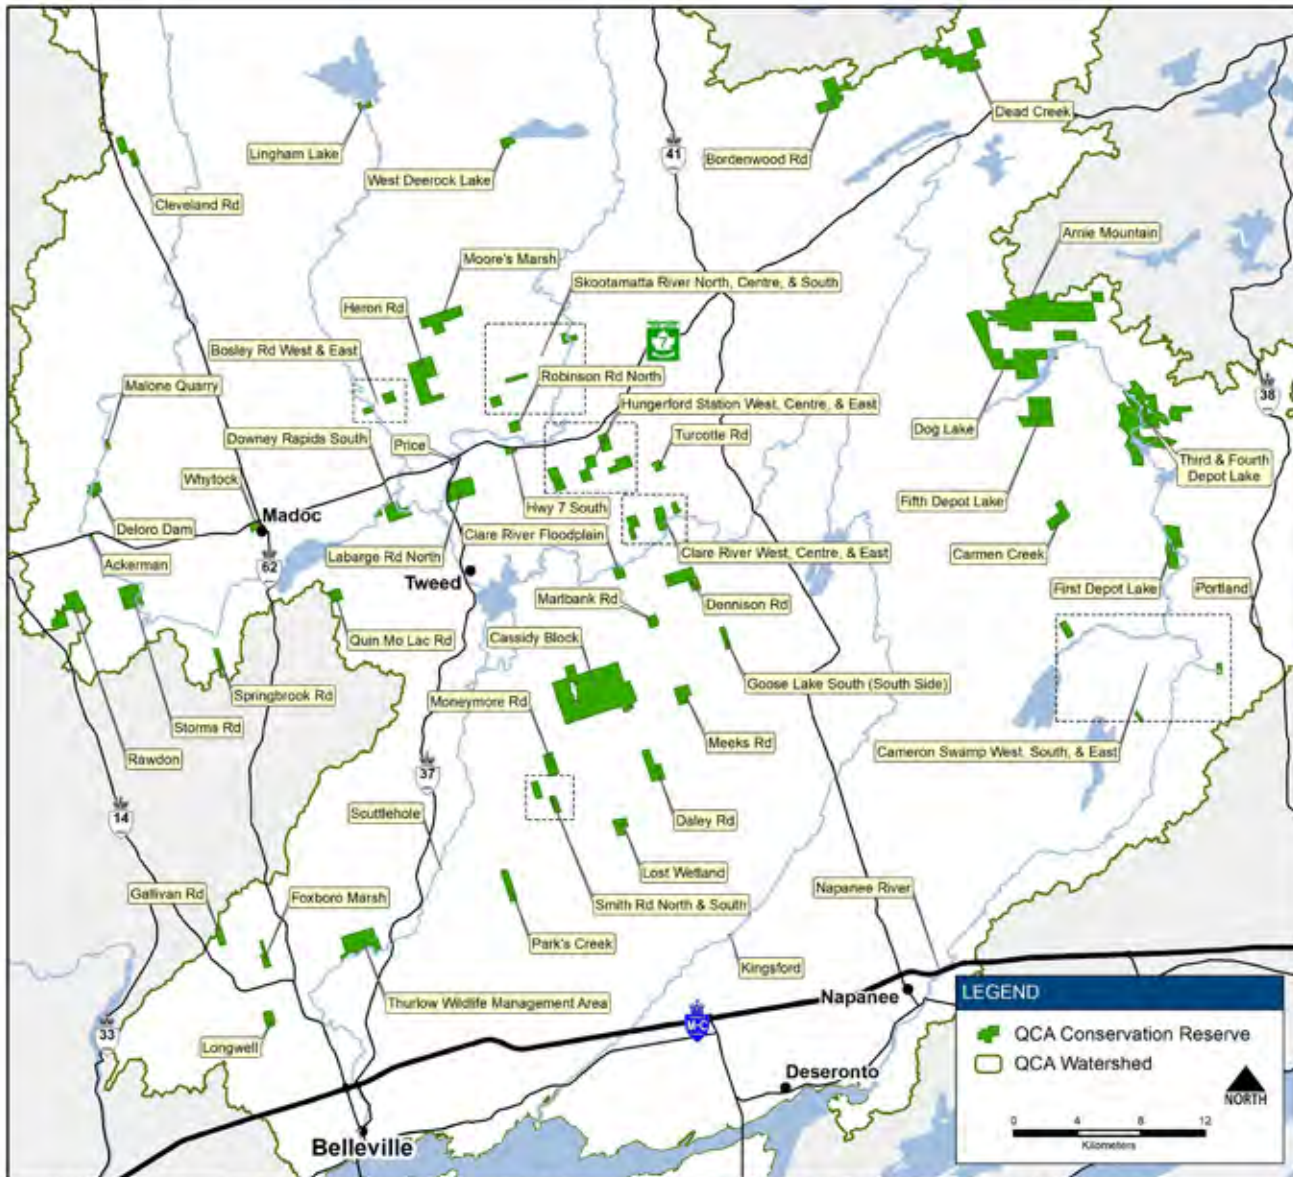 Dead Creek
Lingham Lake
41
Bordenwood Rd
West Deerock Lake
Cleveland Rd
Arnie Mountain
Moore's Marsh
Skootamatta River North, Centre, & South
Heron Rd
7
Bosley Rd West & East
Robinson Rd North
Malone Quarry
Hungerford Station West, Centre, & East
38
Downey Rapids South
Price
Turcotte Rd
Dog Lake
Third & Fourth
Depot Lake
Whytock
Fifth Depot Lake
Madoc
Hwy 7 South
Deloro Dam
Clare River Floodplain
Labarge Rd North
Clare River West, Centre, & East
Carmen Creek
Ackerman
62
Tweed
First Depot Lake
Portland
Marlbank Rd
Dennison Rd
Quin Mo Lac Rd
Cassidy Block
Goose Lake South (South Side)
Springbrook Rd
Moneymore Rd
Storms Rd
Meeks Rd
Cameron Swamp West, South, & East
Rawdon
37
14
Scuttlehole
Daley Rd
Lost Wetland
Gallivan Rd
Foxboro Marsh
Napanee River
Smith Rd North & South
Park's Creek
Kingsford
Napanee
Thurlow Wildlife Management Area
M-C
33
Longwell
Deseronto
Belleville
LEGEND
QCA Conservation Reserve
QCA Watershed
NORTH
0 4 8 12
Kilometers